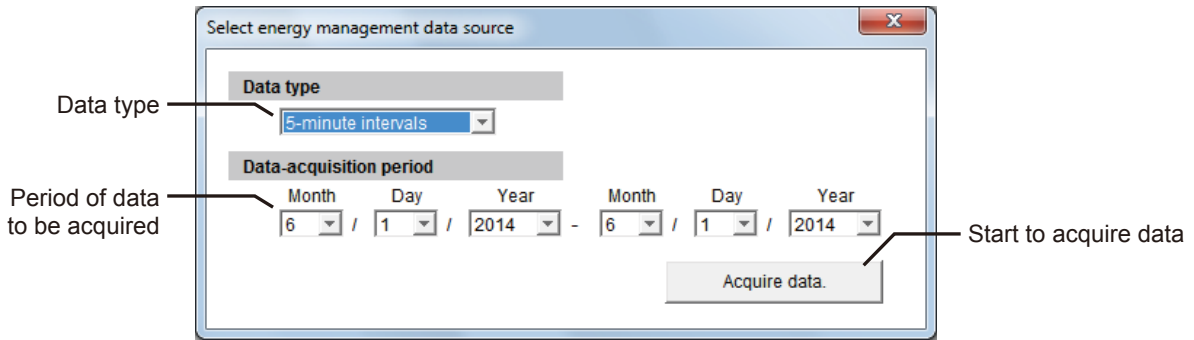 Select energy management data source
Data type
Data type
5-minute intervals
Data-acquisition period
Period of data
to be acquired
Month Day Year Month Day Year
6 / 1 / 2014 - 6 / 1 / 2014
Start to acquire data
Acquire data.